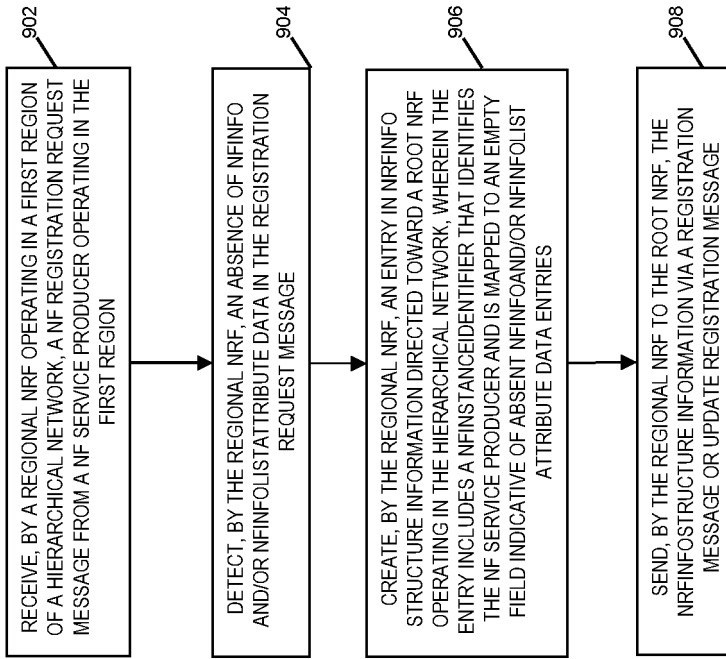 RECEIVE, BY A REGIONAL NRF OPERATING IN A FIRST REGION
OF A HIERARCHICAL NETWORK, A NF REGISTRATION REQUEST
MESSAGE FROM A NF SERVICE PRODUCER OPERATING IN THE
FIRST REGION
902
DETECT, BY THE REGIONAL NRF, AN ABSENCE OF NFINFO
AND/OR NFINFOLISTATTRIBUTE DATA IN THE REGISTRATION
REQUEST MESSAGE
904
CREATE, BY THE REGIONAL NRF, AN ENTRY IN NRFINFO
STRUCTURE INFORMATION DIRECTED TOWARD A ROOT NRF
OPERATING IN THE HIERARCHICAL NETWORK, WHEREIN THE
ENTRY INCLUDES A NFINSTANCEIDENTIFIER THAT IDENTIFIES
THE NF SERVICE PRODUCER AND IS MAPPED TO AN EMPTY
FIELD INDICATIVE OF ABSENT NFINFOAND/OR NFINFOLIST
ATTRIBUTE DATA ENTRIES
906
SEND, BY THE REGIONAL NRF TO THE ROOT NRF, THE
NRFINFOSTRUCTURE INFORMATION VIA A REGISTRATION
MESSAGE OR UPDATE REGISTRATION MESSAGE
908